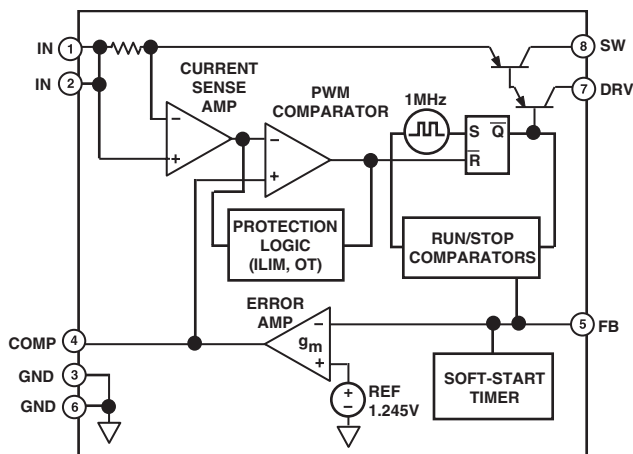 IN 1
8 SW
IN 2
CURRENT
SENSE
AMP
PWM
COMPARATOR
1MHz
7 DRV
−
+
−
+
S Q̅
R̅
PROTECTION
LOGIC
(ILIM, OT)
RUN/STOP
COMPARATORS
ERROR
AMP
−
gm
+
5 FB
COMP 4
GND 3
GND 6
+
−
REF
1.245V
SOFT-START
TIMER